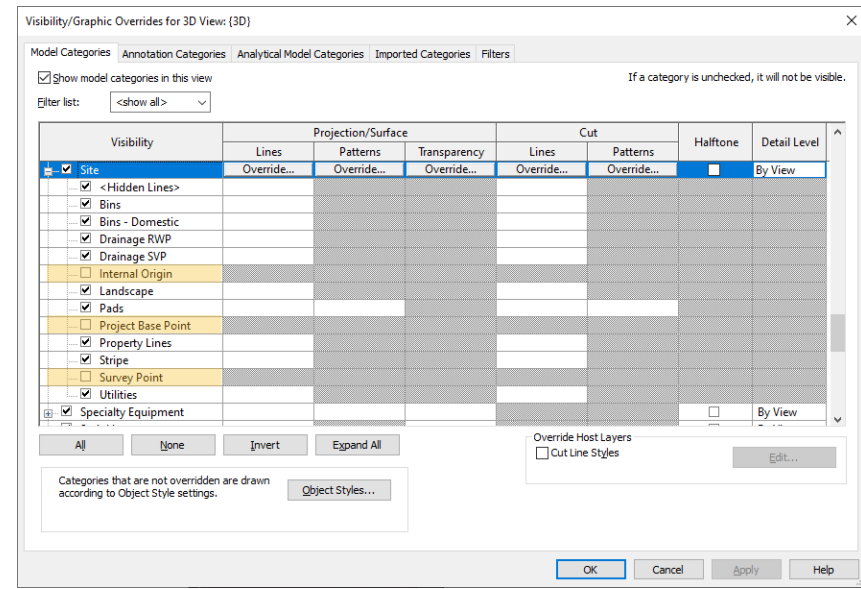 Visibility/Graphic Overrides for 3D View: {3D}
Model Categories Annotation Categories Analytical Model Categories Imported Categories Filters
Show model categories in this view
If a category is unchecked, it will not be visible.
Filter list: <show all>
Visibility Projection/Surface Cut Halftone Detail Level
Lines Patterns Transparency Lines Patterns
Site Override... Override... Override... Override... Override... By View
<Hidden Lines>
Bins
Bins - Domestic
Drainage RWP
Drainage SVP
Internal Origin
Landscape
Pads
Project Base Point
Property Lines
Stripe
Survey Point
Utilities
Specialty Equipment By View
All None Invert Expand All
Override Host Layers
Cut Line Styles
Edit...
Categories that are not overridden are drawn
according to Object Style settings.
Object Styles...
OK Cancel Apply Help